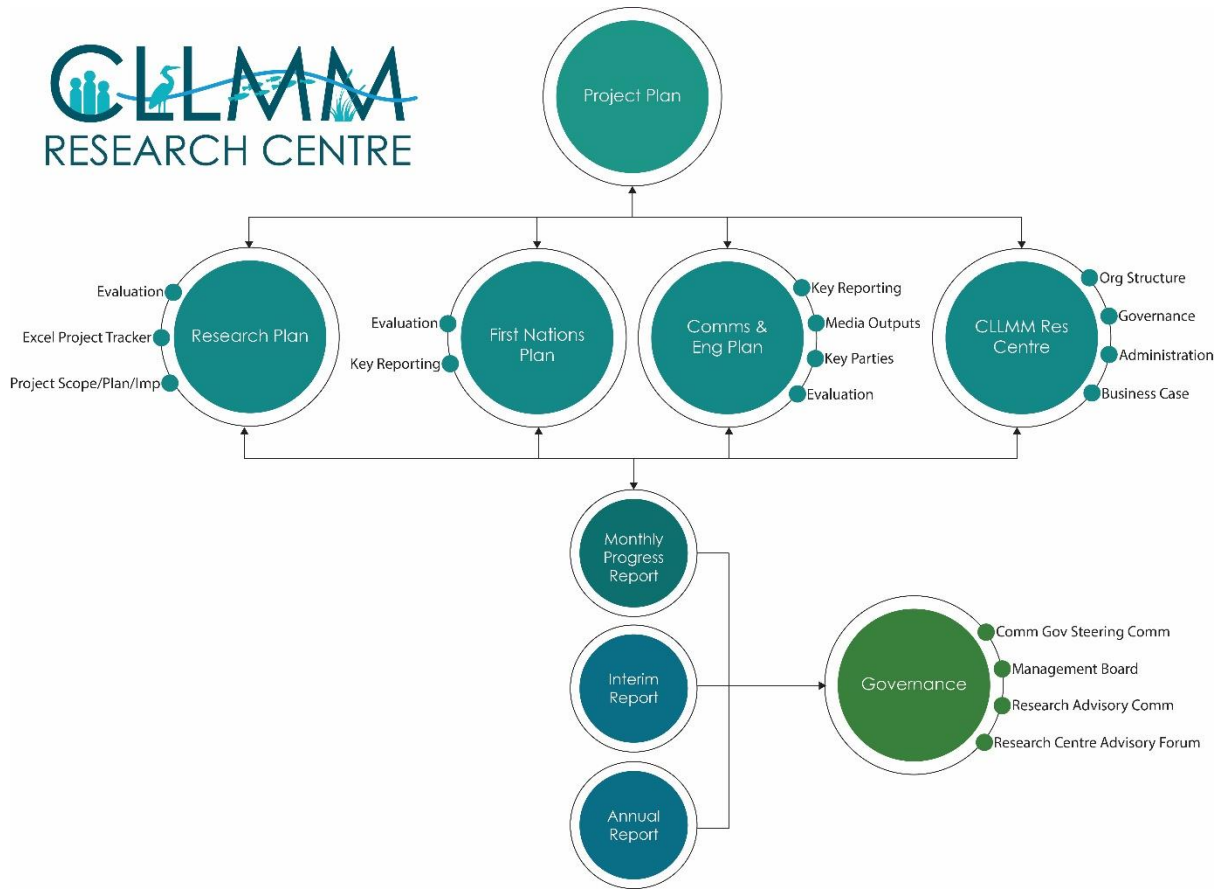 CLLMM
RESEARCH CENTRE
Project Plan
Evaluation
Excel Project Tracker
Project Scope/Plan/Imp
Research Plan
Evaluation
Key Reporting
First Nations
Plan
Comms &
Eng Plan
Key Reporting
Media Outputs
Key Parties
Evaluation
CLLMM Res
Centre
Org Structure
Governance
Administration
Business Case
Monthly
Progress
Report
Interim
Report
Annual
Report
Governance
Comm Gov Steering Comm
Management Board
Research Advisory Comm
Research Centre Advisory Forum